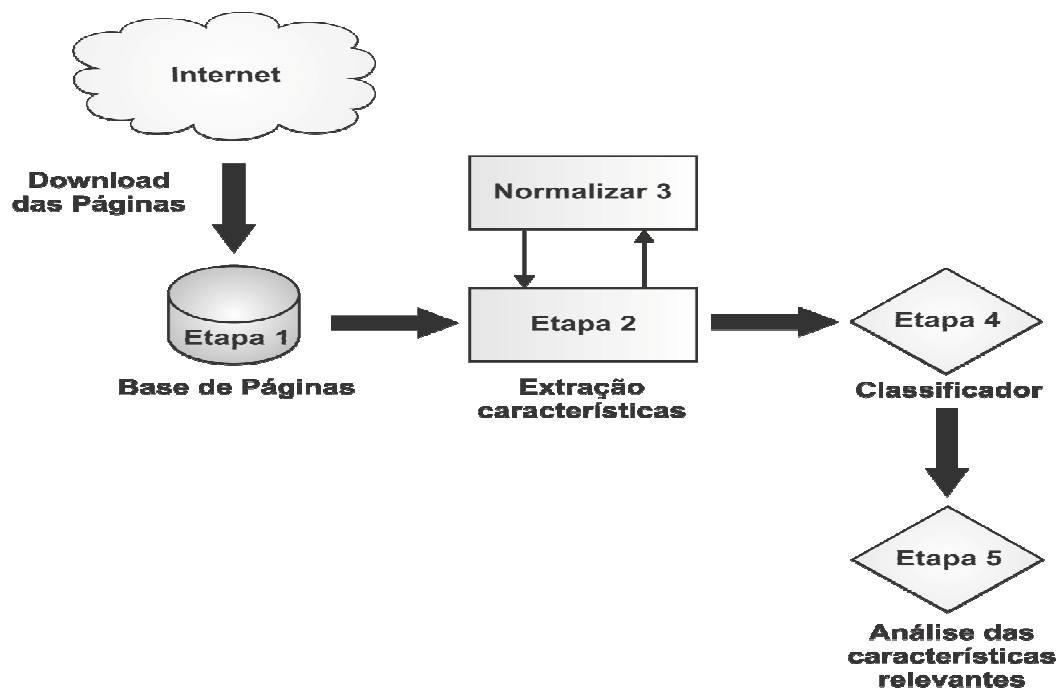 Internet
Download
das Páginas
Normalizar 3
Etapa 1
Base de Páginas
Etapa 2
Extração
características
Etapa 4
Classificador
Etapa 5
Análise das
características
relevantes